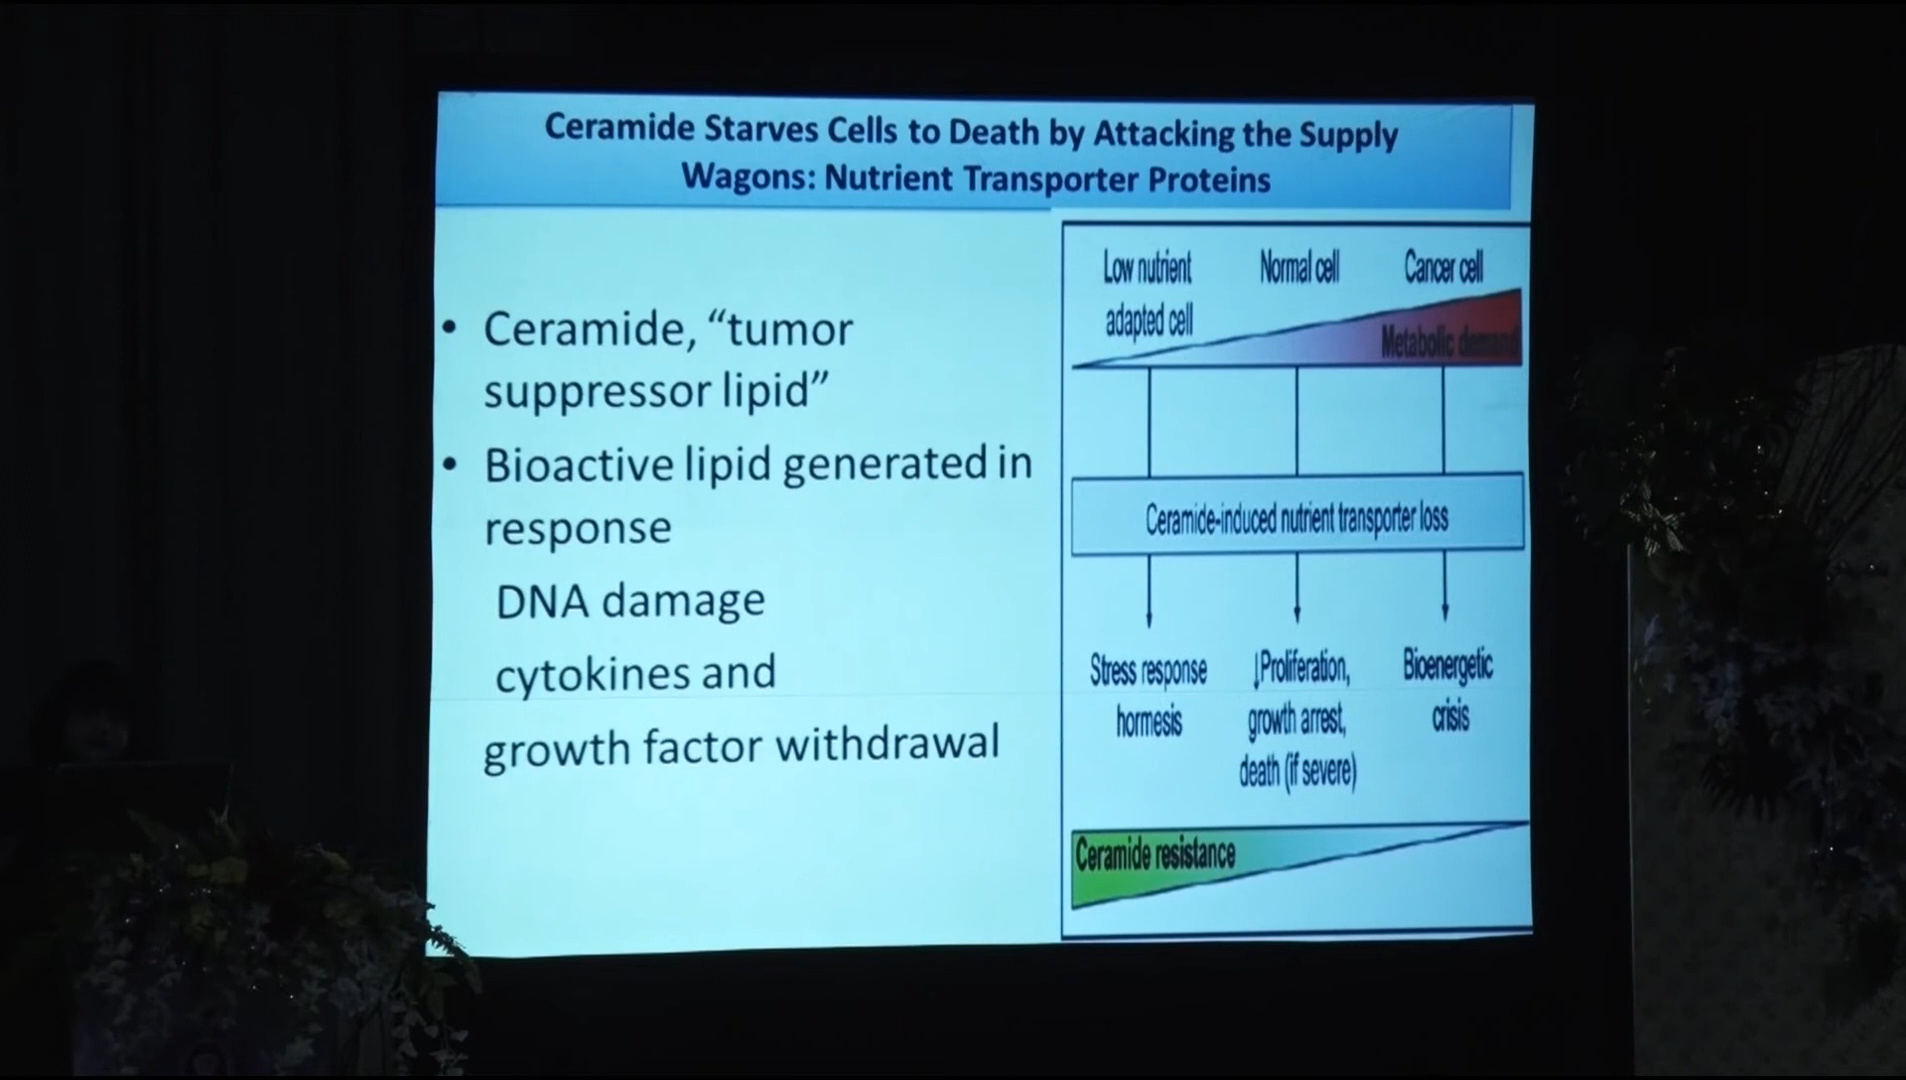 Ceramide Starves Cells to Death by Attacking the Supply
Wagons: Nutrient Transporter Proteins
• Ceramide, “tumor
suppressor lipid”
• Bioactive lipid generated in
response
DNA damage
cytokines and
growth factor withdrawal
Low nutrient
adapted cell
Normal cell
Cancer cell
Metabolic demand
Ceramide-induced nutrient transporter loss
Stress response
hormesis
↓Proliferation,
growth arrest,
death (if severe)
Bioenergetic
crisis
Ceramide resistance